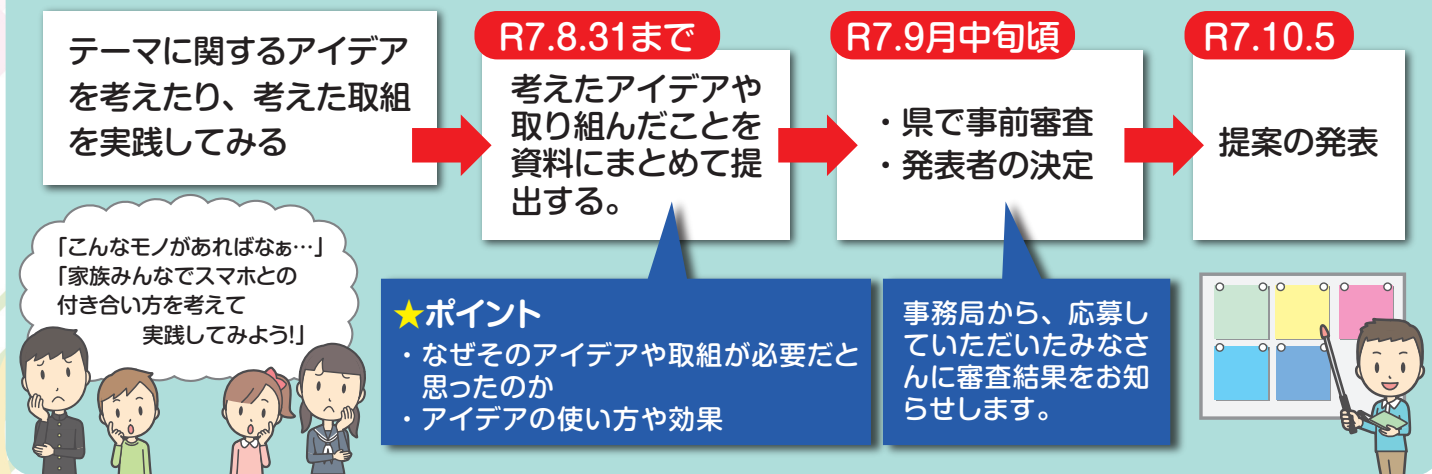 テーマに関するアイデア
を考えたり、考えた取組
を実践してみる
R7.8.31まで
考えたアイデアや
取り組んだことを
資料にまとめて提
出する。
R7.9月中旬頃
・県で事前審査
・発表者の決定
R7.10.5
提案の発表
「こんなモノがあればなぁ…」
「家族みんなでスマホとの
付き合い方を考えて
実践してみよう!」
★ポイント
・なぜそのアイデアや取組が必要だと
思ったのか
・アイデアの使い方や効果
事務局から、応募し
ていただいたみなさ
んに審査結果をお知
らせします。